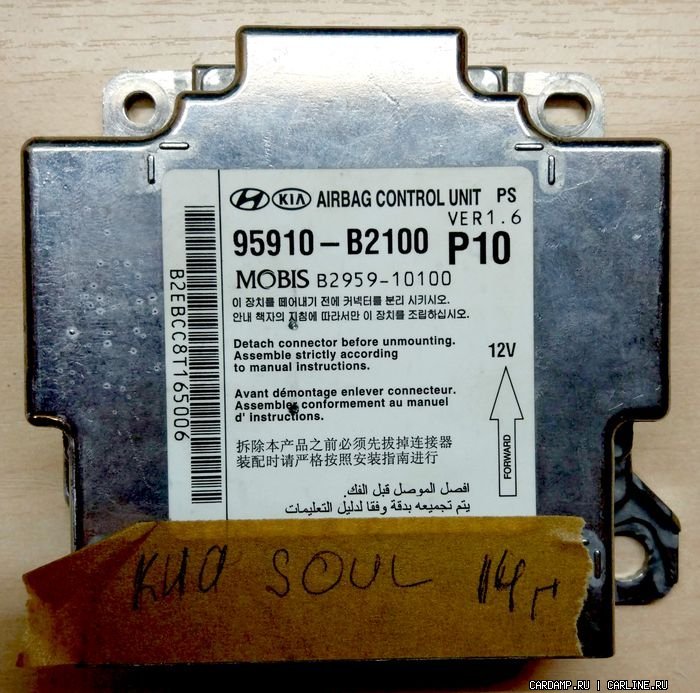 HYUNDAI KIA AIRBAG CONTROL UNIT PS
VER1.6
95910-B2100 P10
MOBIS B2959-10100
이 장치를 떼어내기 전에 커넥터를 분리 시키시오.
안내 책자의 지침에 따라서만 이 장치를 조립하십시오.
Detach connector before unmounting.
Assemble strictly according
to manual instructions.
12V
Avant démontage enlever connecteur.
Assembler conformement au manuel
d' instructions.
FORWARD
拆除本产品之前必须先拔掉连接器
装配时请严格按照安装指南进行
افصل الموصل قبل الفك.
يتم تجميعه بدقة وفقا لدليل التعليمات
B2EBCC8T165006
киа SOUL 14 г
CARDAMP.RU | CARLINE.RU